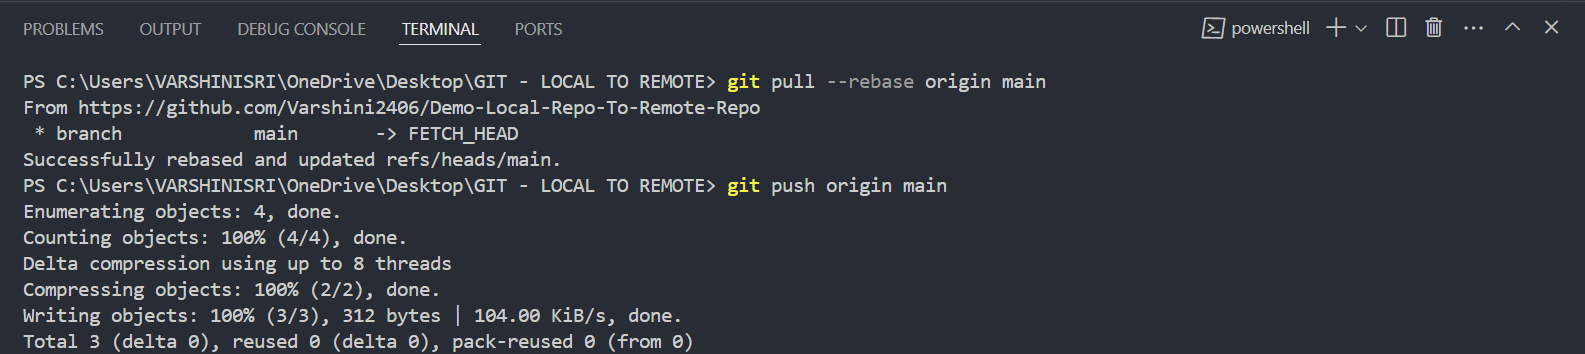 PROBLEMS OUTPUT DEBUG CONSOLE TERMINAL PORTS powershell
PS C:\Users\VARSHINISRI\OneDrive\Desktop\GIT - LOCAL TO REMOTE> git pull --rebase origin main
From https://github.com/Varshini2406/Demo-Local-Repo-To-Remote-Repo
 * branch            main       -> FETCH_HEAD
Successfully rebased and updated refs/heads/main.
PS C:\Users\VARSHINISRI\OneDrive\Desktop\GIT - LOCAL TO REMOTE> git push origin main
Enumerating objects: 4, done.
Counting objects: 100% (4/4), done.
Delta compression using up to 8 threads
Compressing objects: 100% (2/2), done.
Writing objects: 100% (3/3), 312 bytes | 104.00 KiB/s, done.
Total 3 (delta 0), reused 0 (delta 0), pack-reused 0 (from 0)